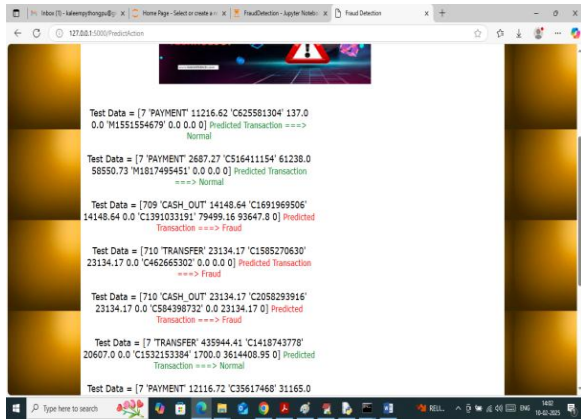 Inbox (1) - kaleempythongsu@g
Home Page - Select or create a n
FraudDetection - Jupyter Notebo
Fraud Detection
127.0.0.1:5000/PredictAction
Test Data = [7 'PAYMENT' 11216.62 'C625581304' 137.0
0.0 'M1551554679' 0.0 0.0 0] Predicted Transaction ===>
Normal
Test Data = [7 'PAYMENT' 2687.27 'C516411154' 61238.0
58550.73 'M1817495451' 0.0 0.0 0] Predicted Transaction
===> Normal
Test Data = [709 'CASH_OUT' 14148.64 'C1691969506'
14148.64 0.0 'C1391033191' 79499.16 93647.8 0] Predicted
Transaction ===> Fraud
Test Data = [710 'TRANSFER' 23134.17 'C1585270630'
23134.17 0.0 'C462665302' 0.0 0.0 0] Predicted Transaction
===> Fraud
Test Data = [710 'CASH_OUT' 23134.17 'C2058293916'
23134.17 0.0 'C584398732' 0.0 23134.17 0] Predicted
Transaction ===> Fraud
Test Data = [7 'TRANSFER' 435944.41 'C1418743778'
20607.0 0.0 'C1532153384' 1700.0 3614408.95 0] Predicted
Transaction ===> Normal
Test Data = [7 'PAYMENT' 12116.72 'C35617468' 31165.0
Type here to search
RELI...
ENG
14:02
10-02-2025